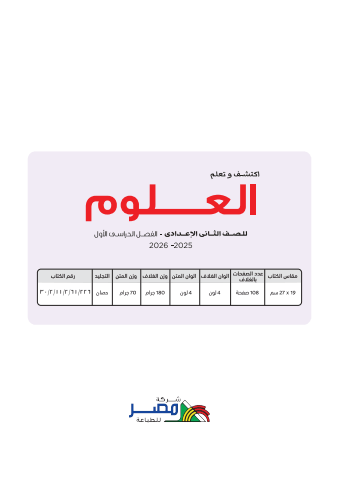 اكتشف و تعلم
العلوم
للصف الثانى الإعدادى - الفصل الدراسى الأول
2025- 2026
مقاس الكتاب عدد الصفحات بالغلاف ألوان الغلاف ألوان المتن وزن الغلاف وزن المتن التجليد رقم الكتاب
19 x 27 سم 108 صفحة 4 لون 4 لون 180 جرام 70 جرام حصان
شركة
مصر
للطباعة